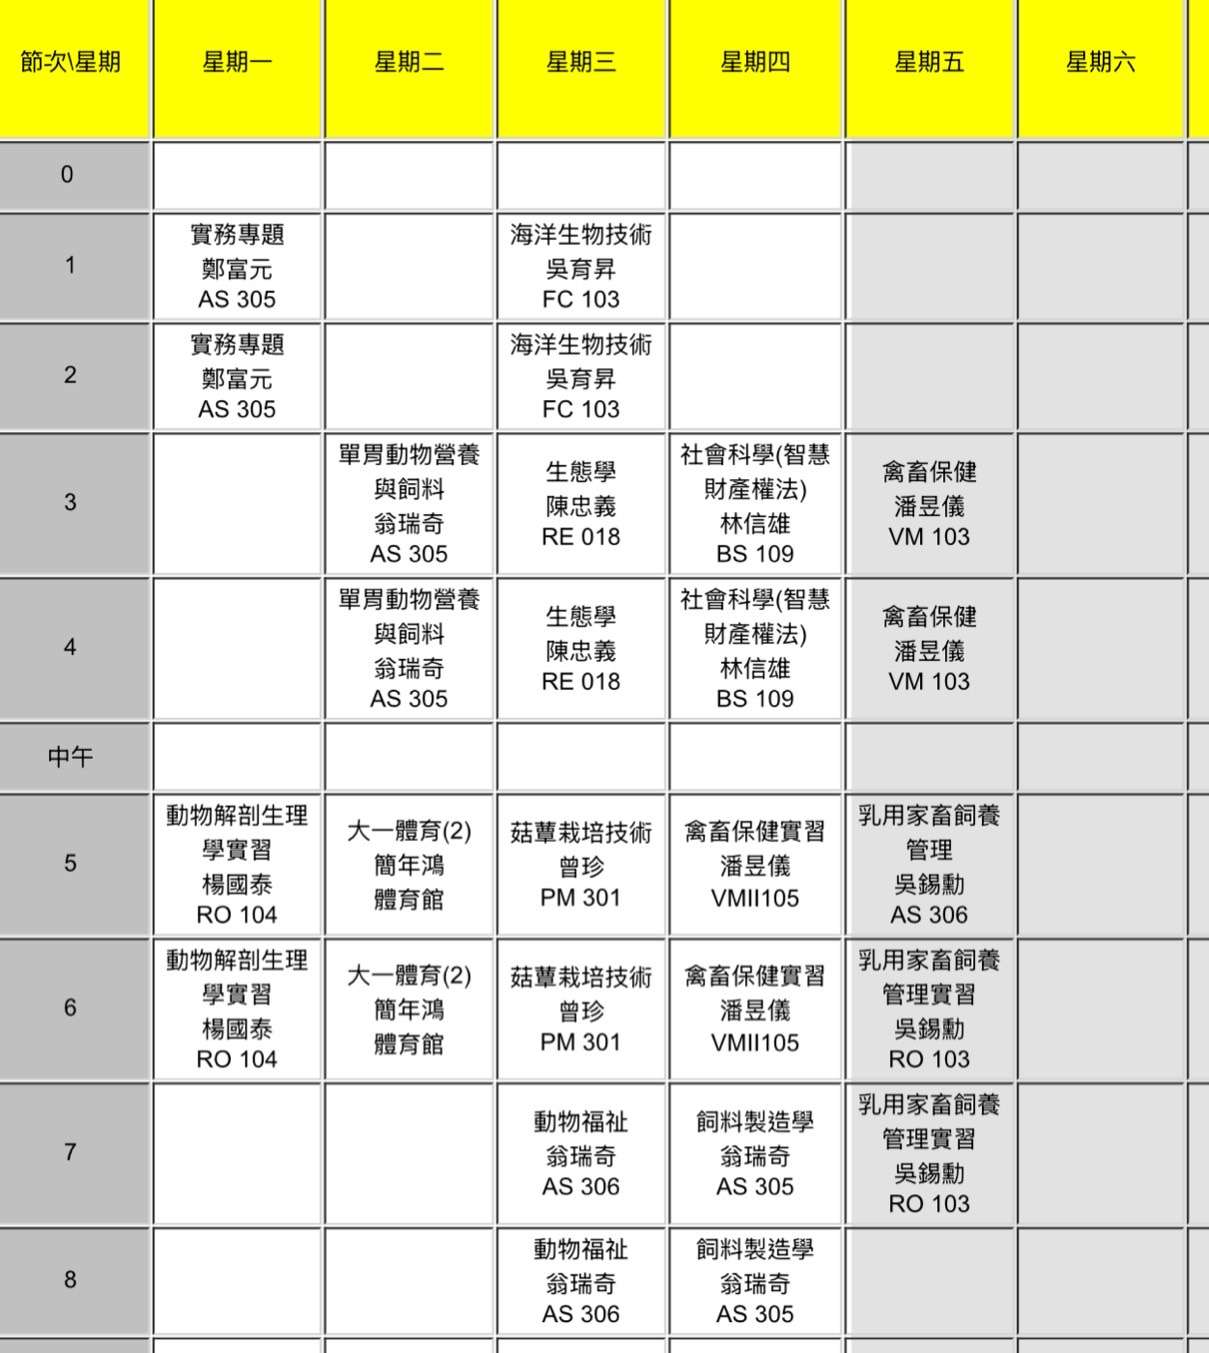 節次\星期
星期一
星期二
星期三
星期四
星期五
星期六
0
1
實務專題
鄭富元
AS 305
海洋生物技術
吳育昇
FC 103
2
實務專題
鄭富元
AS 305
海洋生物技術
吳育昇
FC 103
3
單胃動物營養
與飼料
翁瑞奇
AS 305
生態學
陳忠義
RE 018
社會科學(智慧
財產權法)
林信雄
BS 109
禽畜保健
潘昱儀
VM 103
4
單胃動物營養
與飼料
翁瑞奇
AS 305
生態學
陳忠義
RE 018
社會科學(智慧
財產權法)
林信雄
BS 109
禽畜保健
潘昱儀
VM 103
中午
5
動物解剖生理
學實習
楊國泰
RO 104
大一體育(2)
簡年鴻
體育館
菇蕈栽培技術
曾珍
PM 301
禽畜保健實習
潘昱儀
VMII105
乳用家畜飼養
管理
吳錫勳
AS 306
6
動物解剖生理
學實習
楊國泰
RO 104
大一體育(2)
簡年鴻
體育館
菇蕈栽培技術
曾珍
PM 301
禽畜保健實習
潘昱儀
VMII105
乳用家畜飼養
管理實習
吳錫勳
RO 103
7
動物福祉
翁瑞奇
AS 306
飼料製造學
翁瑞奇
AS 305
乳用家畜飼養
管理實習
吳錫勳
RO 103
8
動物福祉
翁瑞奇
AS 306
飼料製造學
翁瑞奇
AS 305